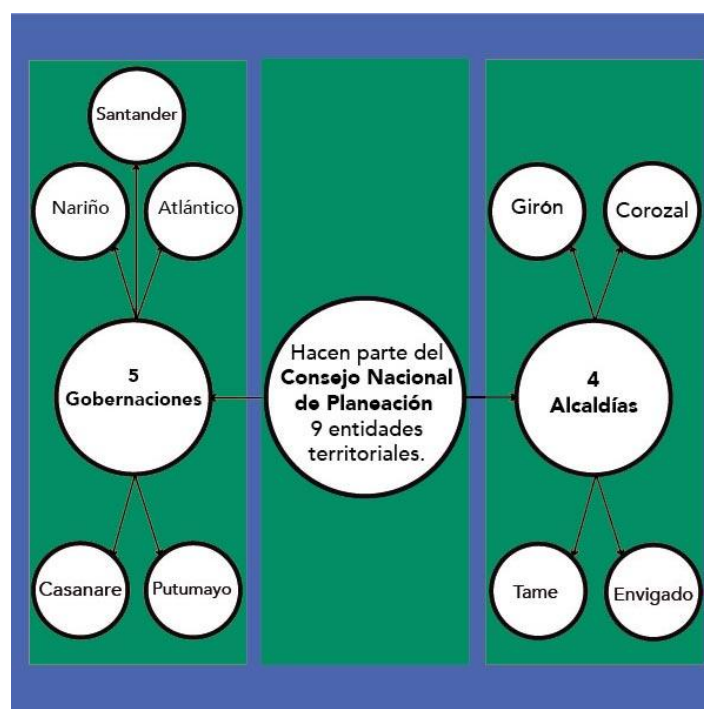 Santander
Nariño
Atlántico
5
Gobernaciones
Casanare
Putumayo
Hacen parte del
Consejo Nacional
de Planeación
9 entidades
territoriales.
Girón
Corozal
4
Alcaldías
Tame
Envigado